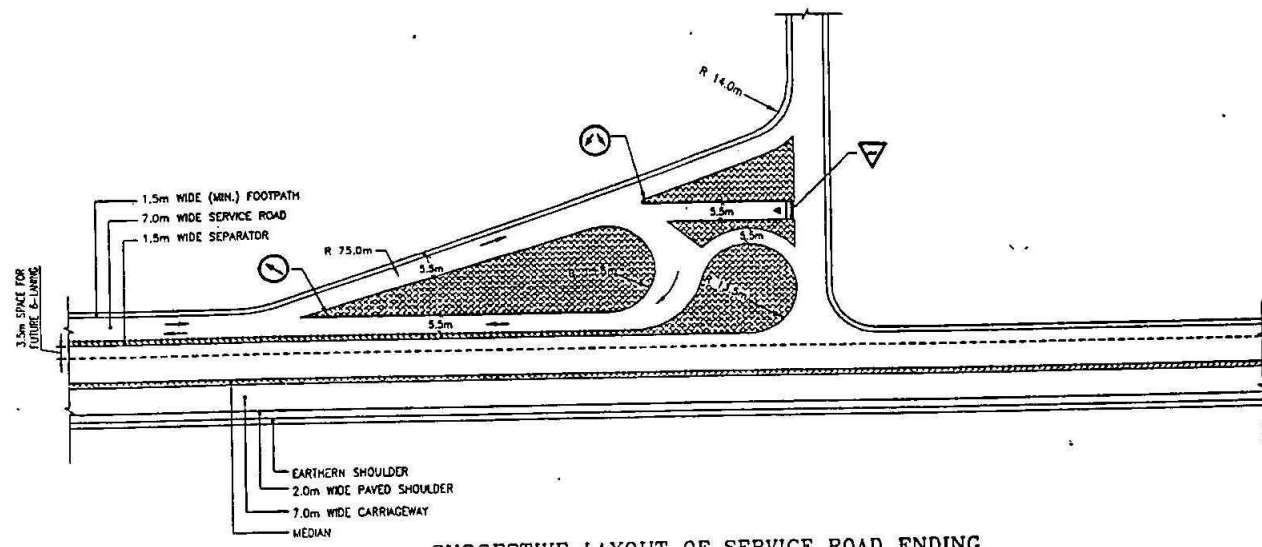 R 14.0m
1.5m WIDE (MIN.) FOOTPATH
7.0m WIDE SERVICE ROAD
1.5m WIDE SEPARATOR
R 75.0m
5.5m
5.5m
5.5m
5.5m
3.5m SPACE FOR
FUTURE 6-LANING
EARTHERN SHOULDER
2.0m WIDE PAVED SHOULDER
7.0m WIDE CARRIAGEWAY
MEDIAN
SUGGESTIVE LAYOUT OF SERVICE ROAD ENDING